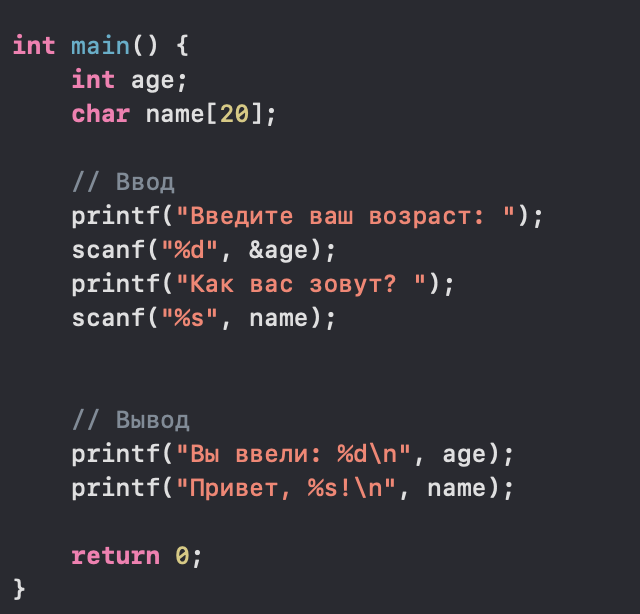 int main() {
    int age;
    char name[20];

    // Ввод
    printf("Введите ваш возраст: ");
    scanf("%d", &age);
    printf("Как вас зовут? ");
    scanf("%s", name);


    // Вывод
    printf("Вы ввели: %d\n", age);
    printf("Привет, %s!\n", name);

    return 0;
}